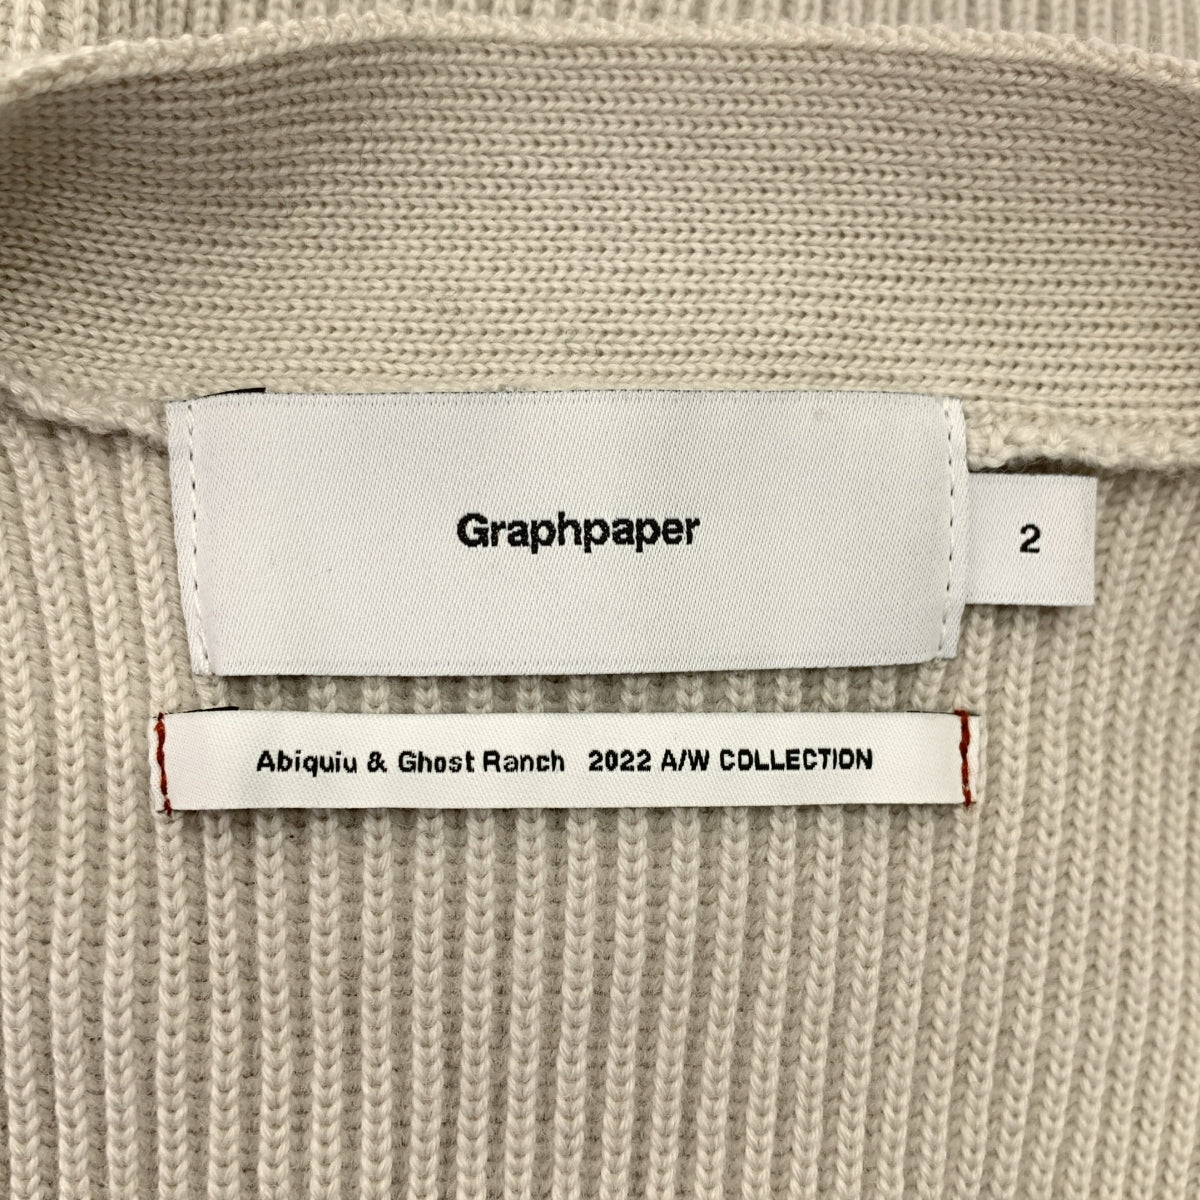 Graphpaper
2
Abiquiu & Ghost Ranch 2022 A/W COLLECTION